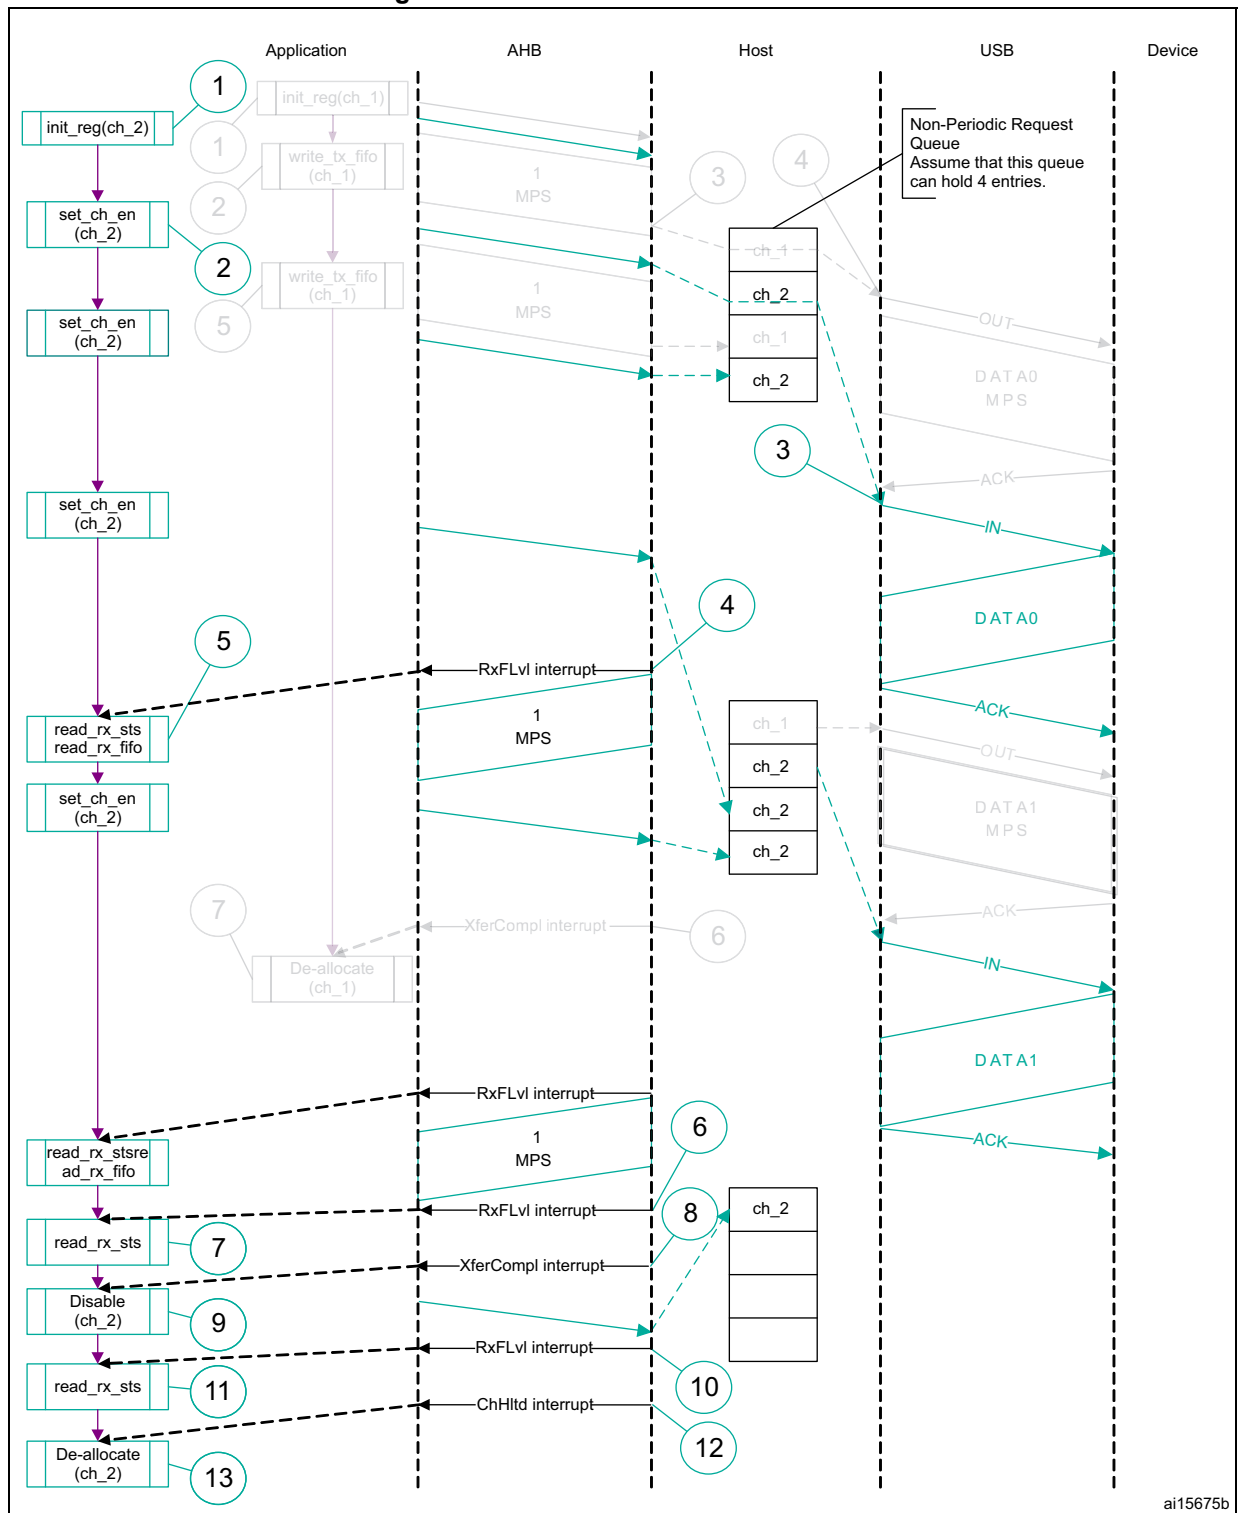 Application
AHB
Host
USB
Device
1
init_reg(ch_2)
init_reg(ch_1)
1
write_tx_fifo
(ch_1)
2
1
MPS
3
4
Non-Periodic Request
Queue
Assume that this queue
can hold 4 entries.
set_ch_en
(ch_2)
2
write_tx_fifo
(ch_1)
5
1
MPS
ch_1
ch_2
ch_1
ch_2
set_ch_en
(ch_2)
OUT
DATA0
MPS
ACK
3
set_ch_en
(ch_2)
IN
DATA0
4
5
RxFLvl interrupt
ACK
read_rx_sts
read_rx_fifo
1
MPS
ch_1
ch_2
ch_2
ch_2
OUT
DATA1
MPS
set_ch_en
(ch_2)
ACK
7
XferCompl interrupt
6
De-allocate
(ch_1)
IN
DATA1
RxFLvl interrupt
6
ACK
read_rx_stsre
ad_rx_fifo
1
MPS
RxFLvl interrupt
8
ch_2
read_rx_sts
7
XferCompl interrupt
Disable
(ch_2)
9
RxFLvl interrupt
10
read_rx_sts
11
ChHltd interrupt
12
De-allocate
(ch_2)
13
ai15675b